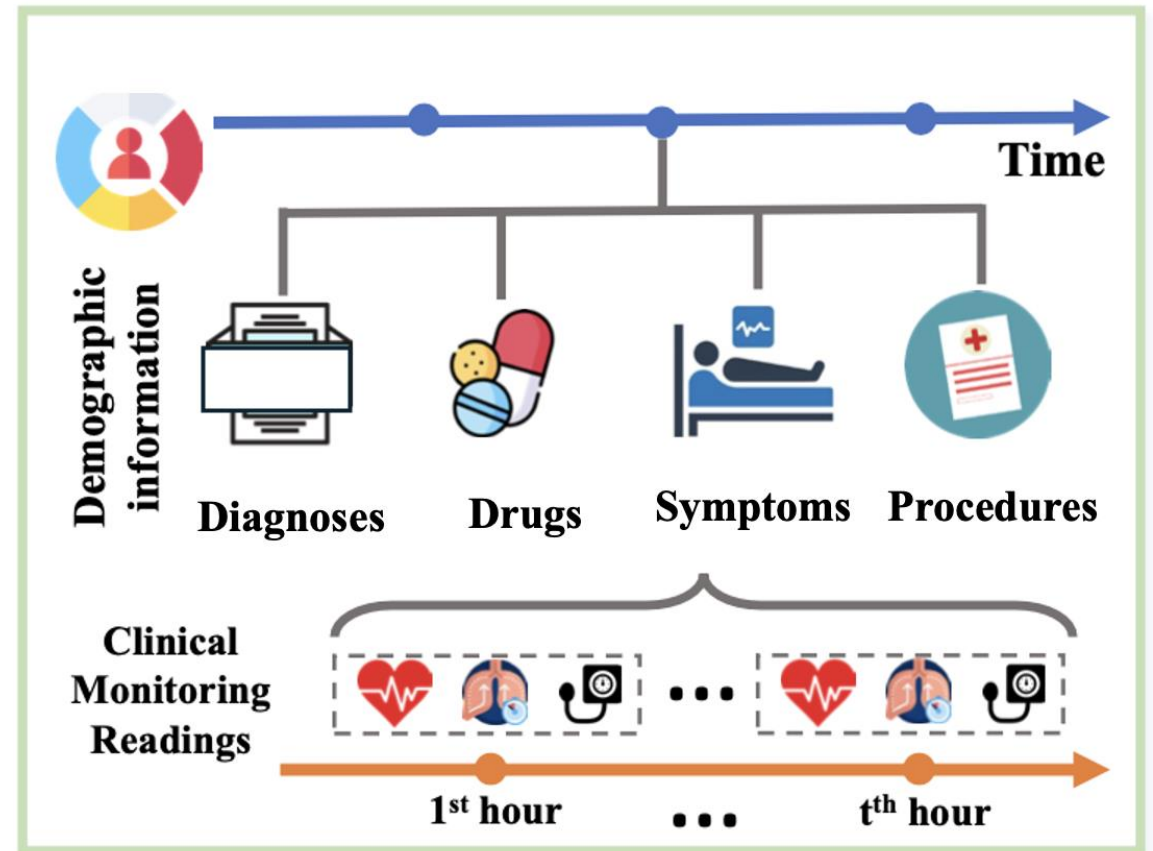 Time
Demographic
information
Diagnoses
Drugs
Symptoms
Procedures
Clinical
Monitoring
Readings
...
1st hour
...
tth hour